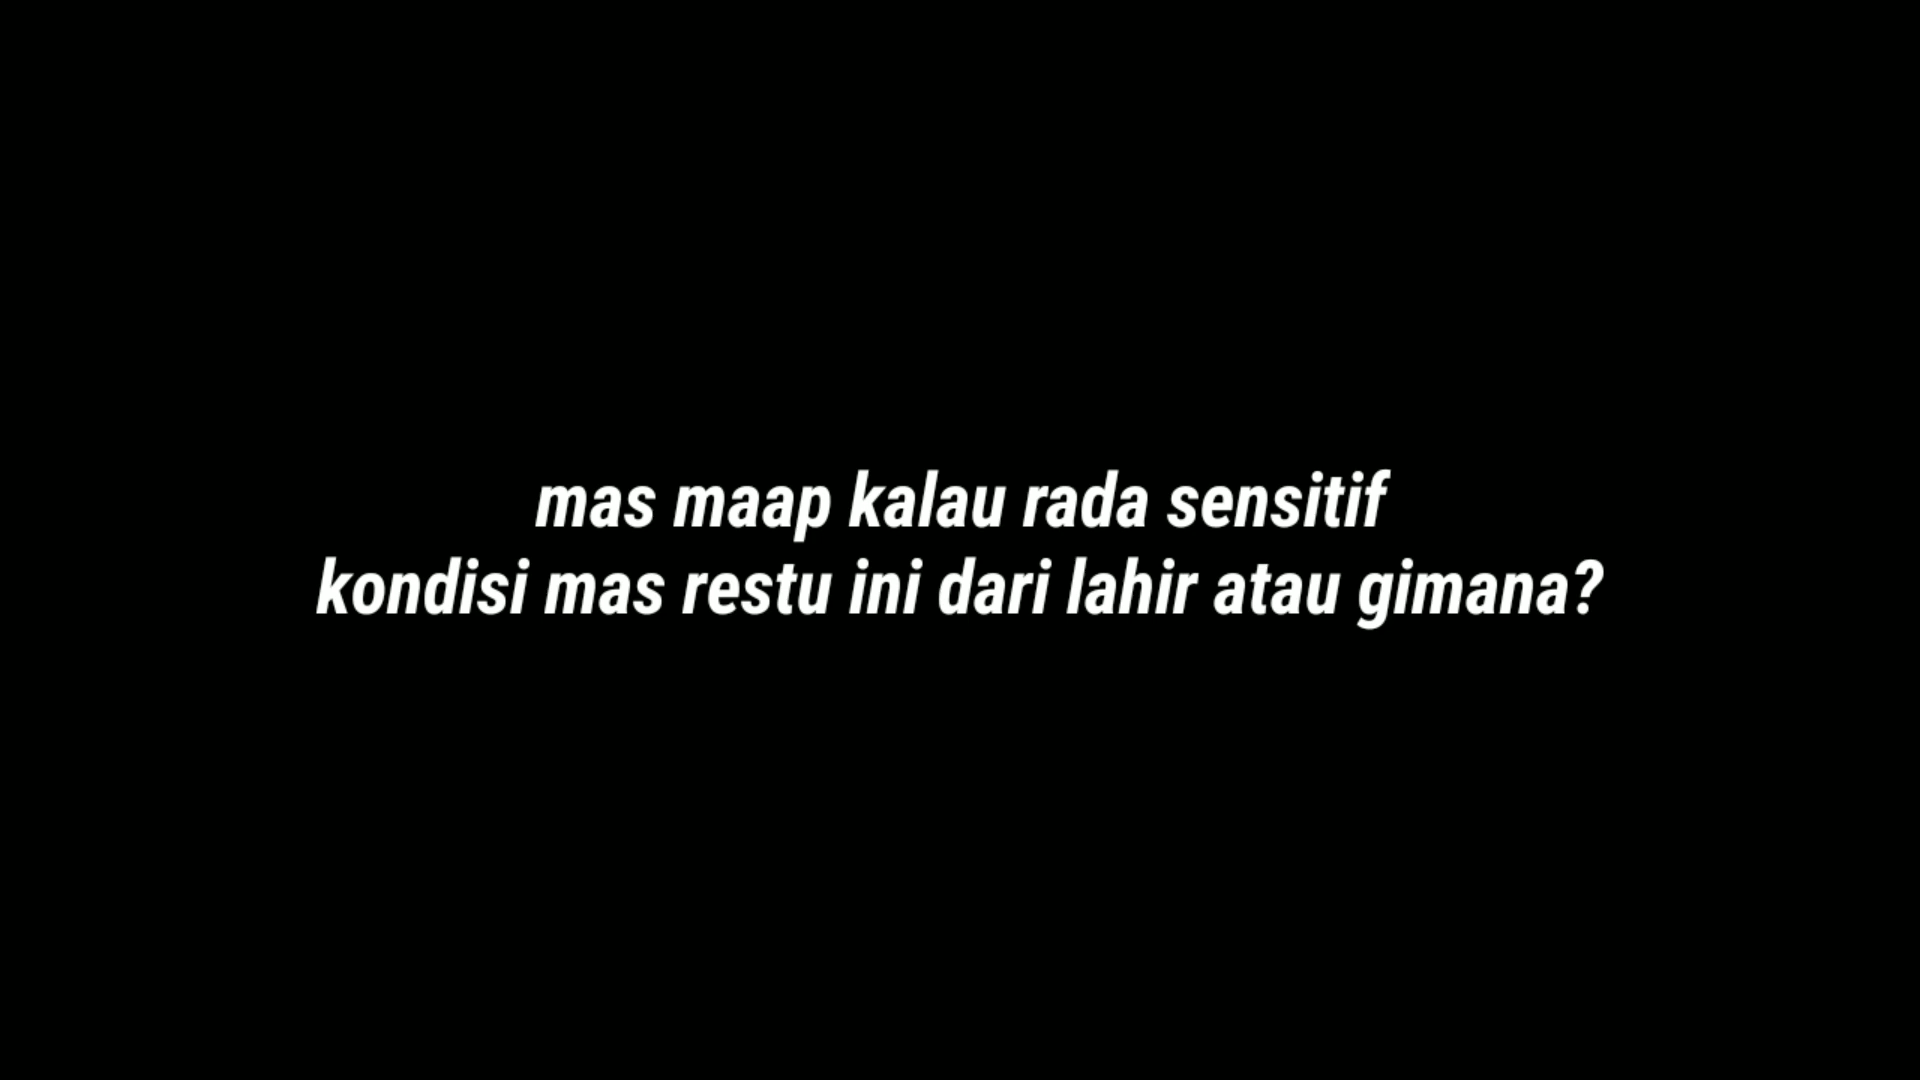 mas maap kalau rada sensitif
kondisi mas restu ini dari lahir atau gimana?